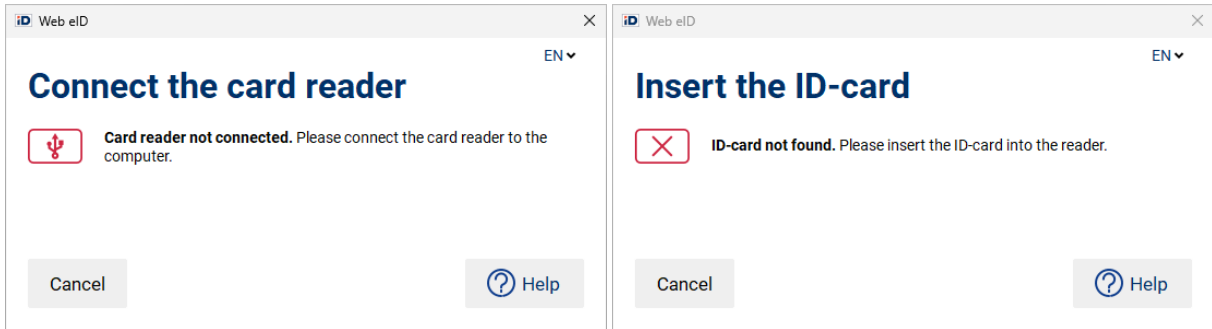 iD Web eID
EN
Connect the card reader
Card reader not connected. Please connect the card reader to the
computer.
Cancel
Help
iD Web eID
EN
Insert the ID-card
ID-card not found. Please insert the ID-card into the reader.
Cancel
Help